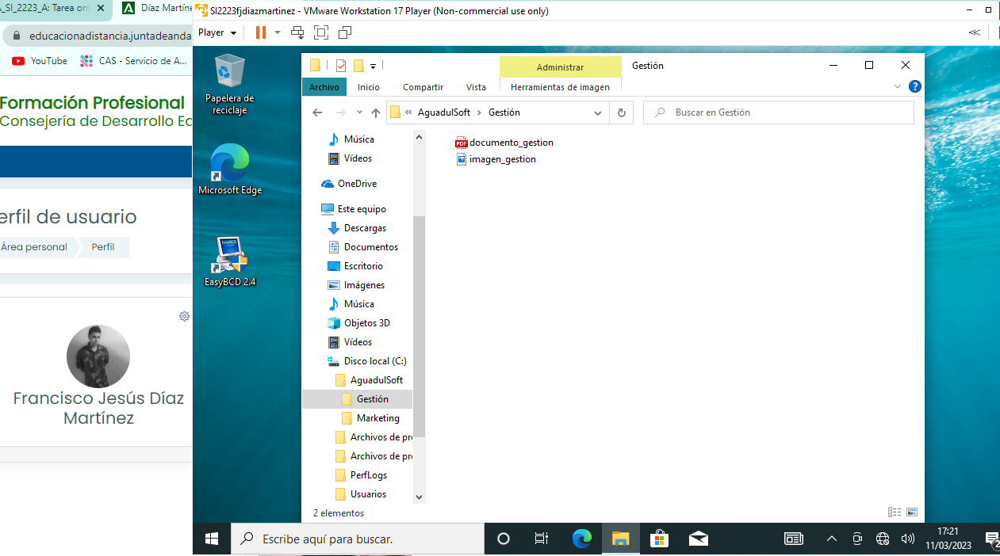 _SI_2223_A: Tarea onl
Díaz Martíne
educacionadistancia.juntadeanda
YouTube
CAS - Servicio de A...
Formación Profesional
Consejería de Desarrollo Ec
erfil de usuario
Área personal
Perfil
Francisco Jesús Díaz
Martínez
SI2223fjdiazmartinez - VMware Workstation 17 Player (Non-commercial use only)
Player
Papelera de
reciclaje
Microsoft Edge
EasyBCD 2.4
Administrar
Gestión
Archivo
Inicio
Compartir
Vista
Herramientas de imagen
« AguadulSoft › Gestión
Buscar en Gestión
Música
Vídeos
OneDrive
Este equipo
Descargas
Documentos
Escritorio
Imágenes
Música
Objetos 3D
Vídeos
Disco local (C:)
AguadulSoft
Gestión
Marketing
Archivos de pro
Archivos de pro
PerfLogs
Usuarios
documento_gestion
imagen_gestion
2 elementos
Escribe aquí para buscar.
17:21
11/03/2023
2